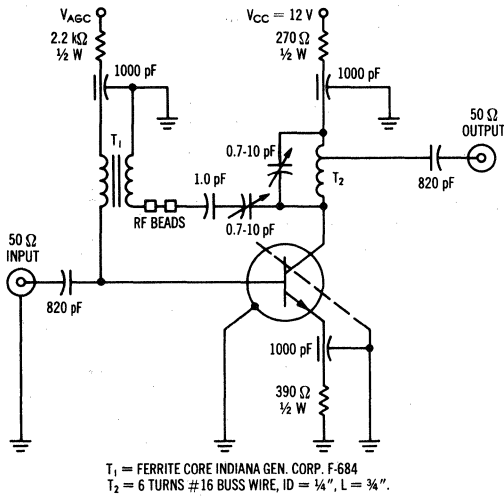 V_AGC
2.2 kΩ
½ W
1000 pF
V_CC = 12 V
270 Ω
½ W
1000 pF
50 Ω
OUTPUT
820 pF
T₁
0.7-10 pF
T₂
1.0 pF
RF BEADS
0.7-10 pF
50 Ω
INPUT
820 pF
1000 pF
390 Ω
½ W
T₁ = FERRITE CORE INDIANA GEN. CORP. F-684
T₂ = 6 TURNS #16 BUSS WIRE, ID = ¼″, L = ¾″.